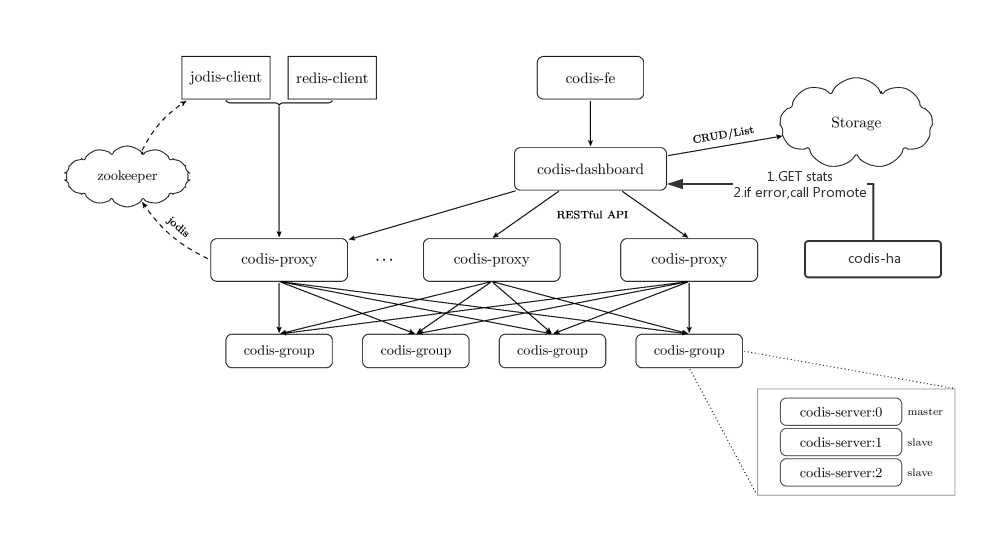 jodis-client
redis-client
codis-fe
Storage
CRUD/List
zookeeper
codis-dashboard
1.GET stats
2.if error,call Promote
jodis
RESTful API
codis-proxy
...
codis-proxy
codis-proxy
codis-ha
codis-group
codis-group
codis-group
codis-group
codis-server:0 master
codis-server:1 slave
codis-server:2 slave